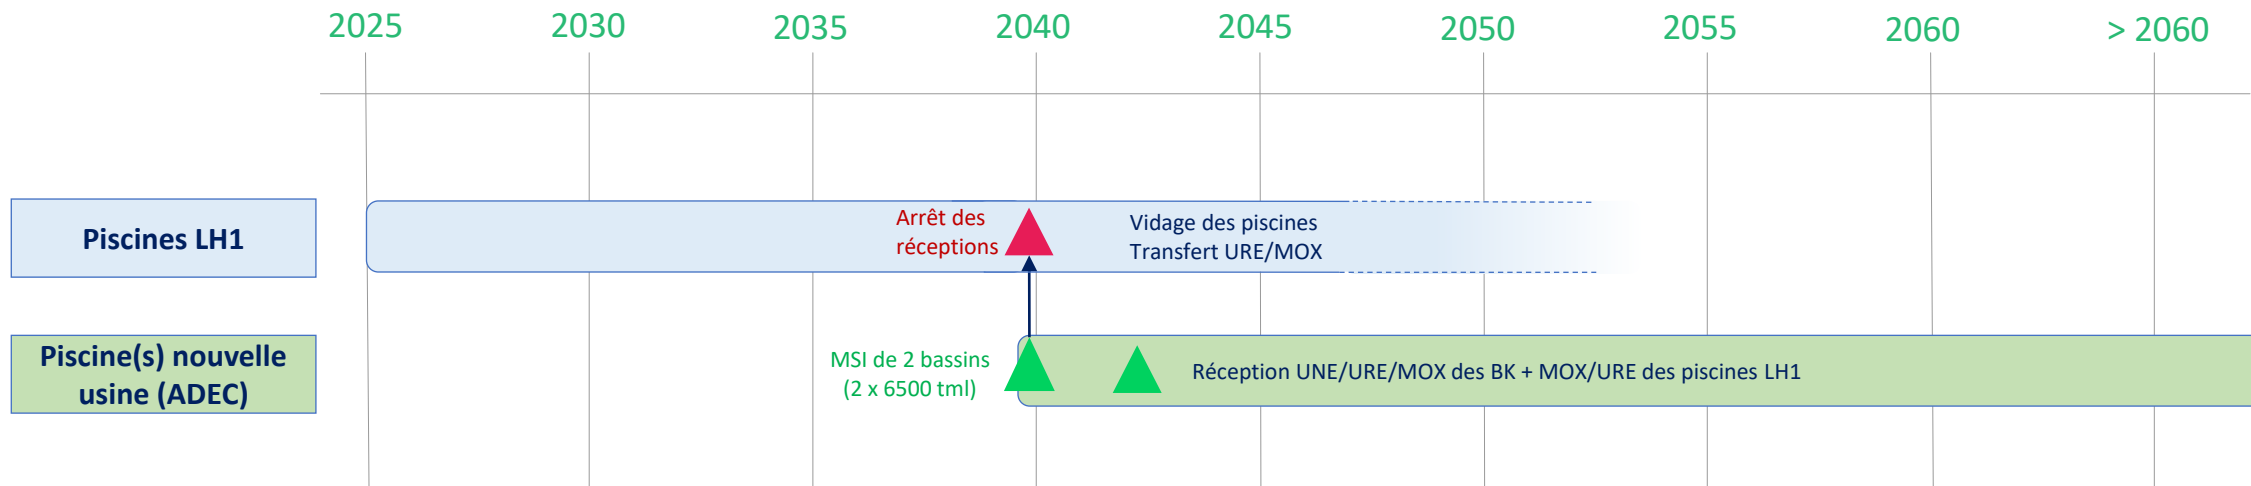 2025 2030 2035 2040 2045 2050 2055 2060 > 2060
Piscines LH1
Arrêt des
réceptions
Vidage des piscines
Transfert URE/MOX
Piscine(s) nouvelle
usine (ADEC)
MSI de 2 bassins
(2 x 6500 tml)
Réception UNE/URE/MOX des BK + MOX/URE des piscines LH1